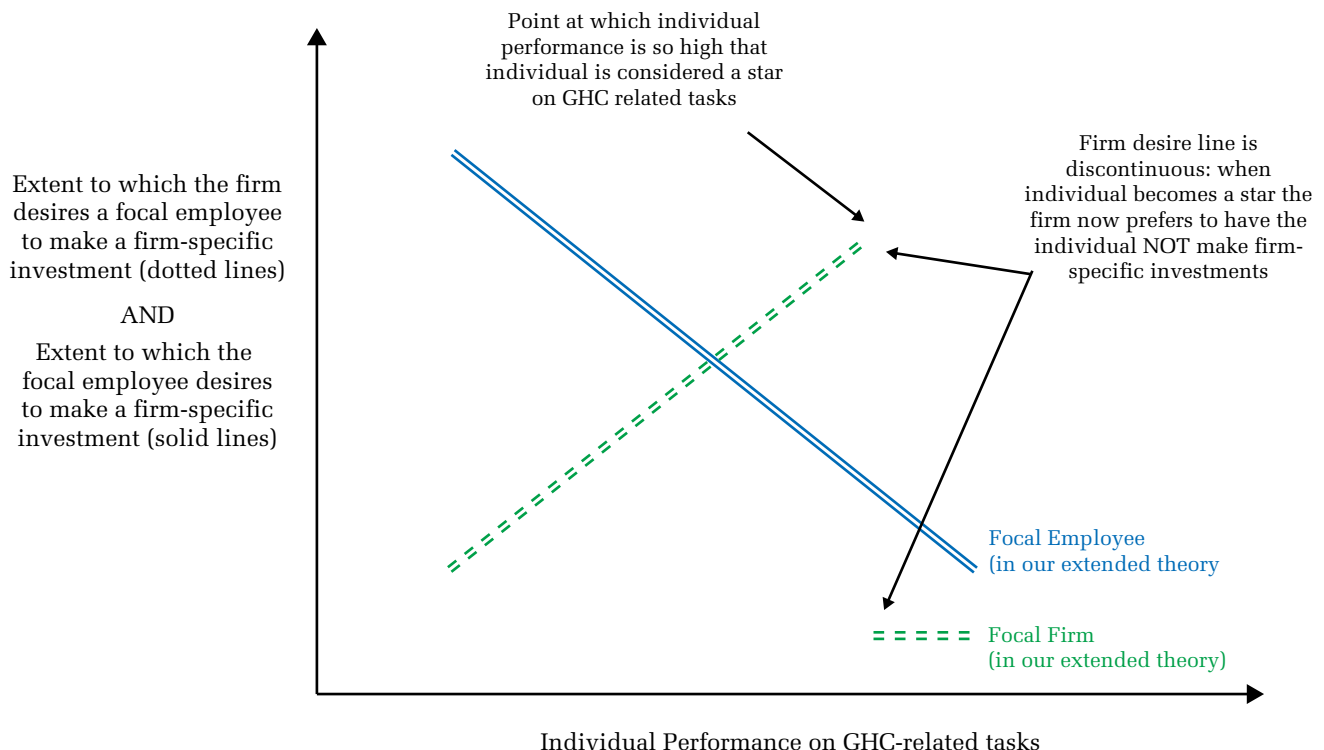 Point at which individual
performance is so high that
individual is considered a star
on GHC related tasks
Firm desire line is
discontinuous: when
individual becomes a star the
firm now prefers to have the
individual NOT make firm-
specific investments
Extent to which the firm
desires a focal employee
to make a firm-specific
investment (dotted lines)
AND
Extent to which the
focal employee desires
to make a firm-specific
investment (solid lines)
Focal Employee
(in our extended theory
Focal Firm
(in our extended theory)
Individual Performance on GHC-related tasks